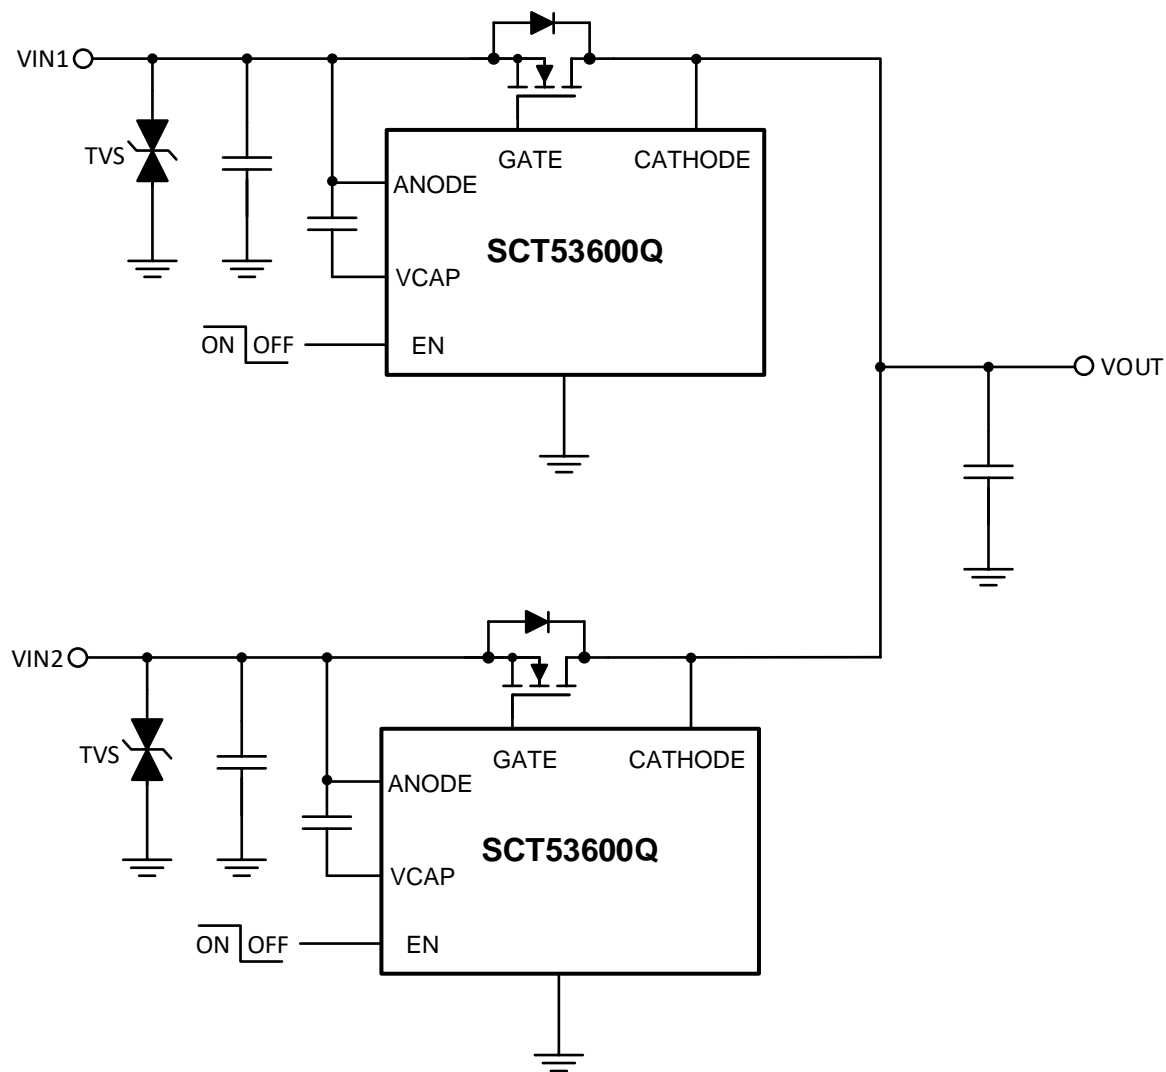 VIN1
GATE CATHODE
TVS
ANODE
SCT53600Q
VCAP
ON OFF
EN
VOUT
VIN2
GATE CATHODE
TVS
ANODE
SCT53600Q
VCAP
ON OFF
EN